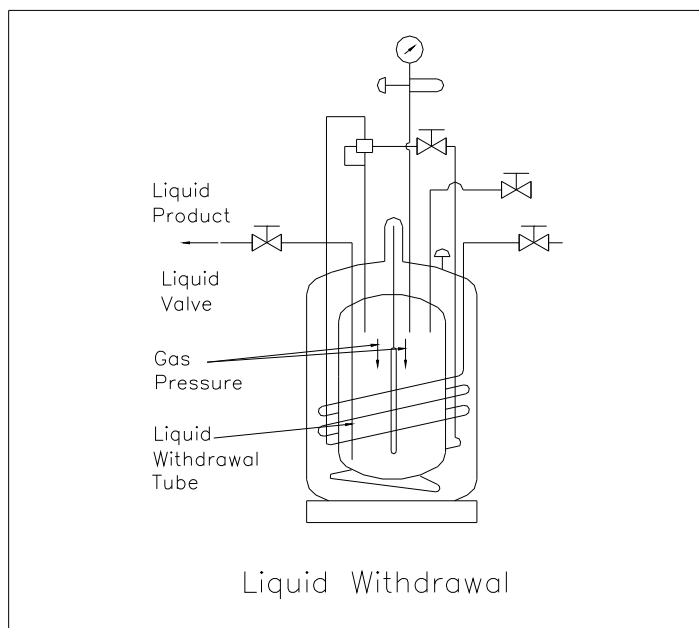 Liquid
Product
Liquid
Valve
Gas
Pressure
Liquid
Withdrawal
Tube
Liquid Withdrawal